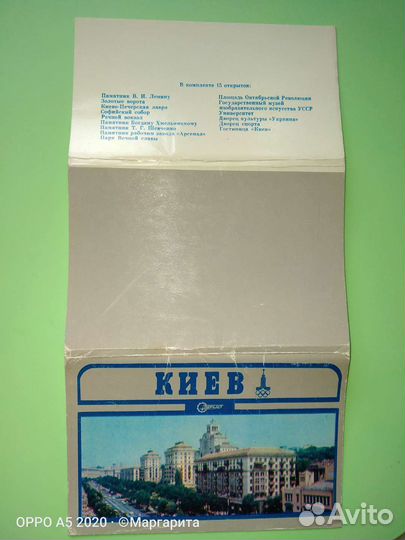 В комплекте 15 открыток:
Памятник В. И. Ленину
Золотые ворота
Киево-Печерская лавра
Софийский собор
Речной вокзал
Памятник Богдану Хмельницкому
Памятник Т. Г. Шевченко
Памятник рабочим завода «Арсенал»
Парк Вечной славы
Площадь Октябрьской Революции
Государственный музей
изобразительного искусства УССР
Университет
Дворец культуры «Украина»
Дворец спорта
Гостиница «Киев»
КИЕВ
OPPO A5 2020 · ©Маргарита
Avito